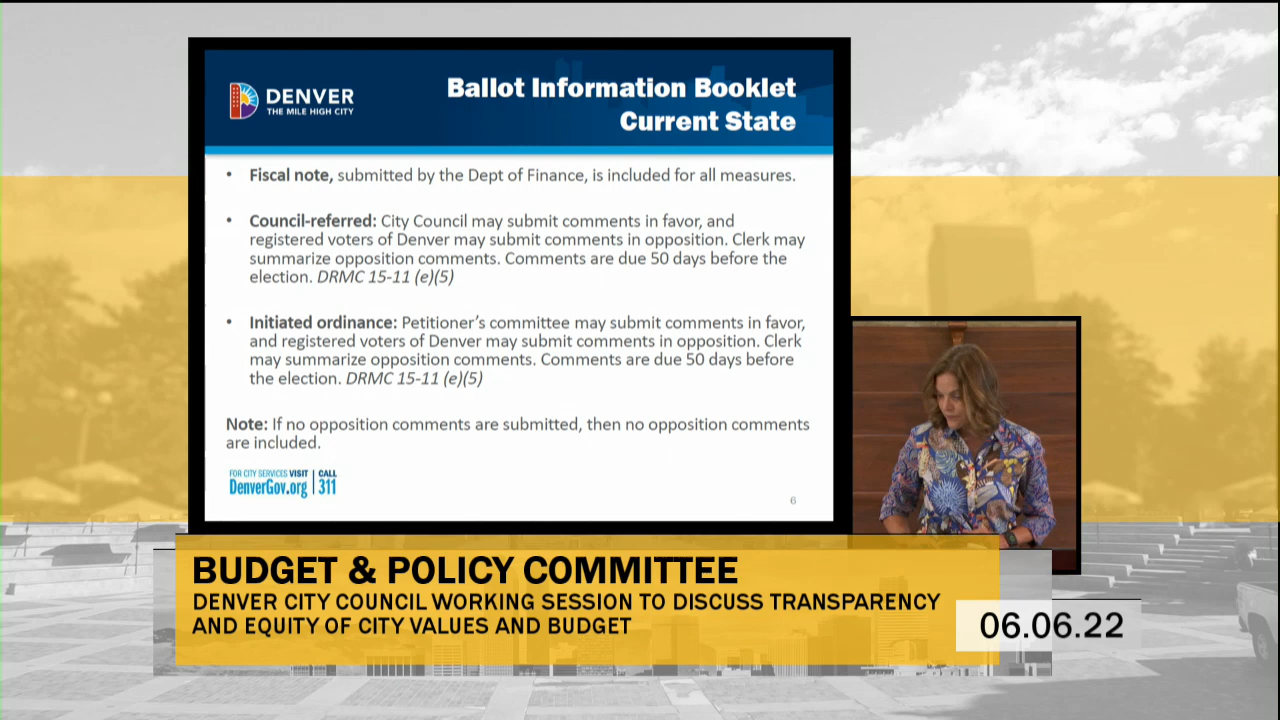 DENVER
THE MILE HIGH CITY
Ballot Information Booklet
Current State
• Fiscal note, submitted by the Dept of Finance, is included for all measures.
• Council-referred: City Council may submit comments in favor, and
registered voters of Denver may submit comments in opposition. Clerk may
summarize opposition comments. Comments are due 50 days before the
election. DRMC 15-11 (e)(5)
• Initiated ordinance: Petitioner’s committee may submit comments in favor,
and registered voters of Denver may submit comments in opposition. Clerk
may summarize opposition comments. Comments are due 50 days before
the election. DRMC 15-11 (e)(5)
Note: If no opposition comments are submitted, then no opposition comments
are included.
FOR CITY SERVICES VISIT | CALL
DenverGov.org | 311
6
BUDGET & POLICY COMMITTEE
DENVER CITY COUNCIL WORKING SESSION TO DISCUSS TRANSPARENCY
AND EQUITY OF CITY VALUES AND BUDGET
06.06.22